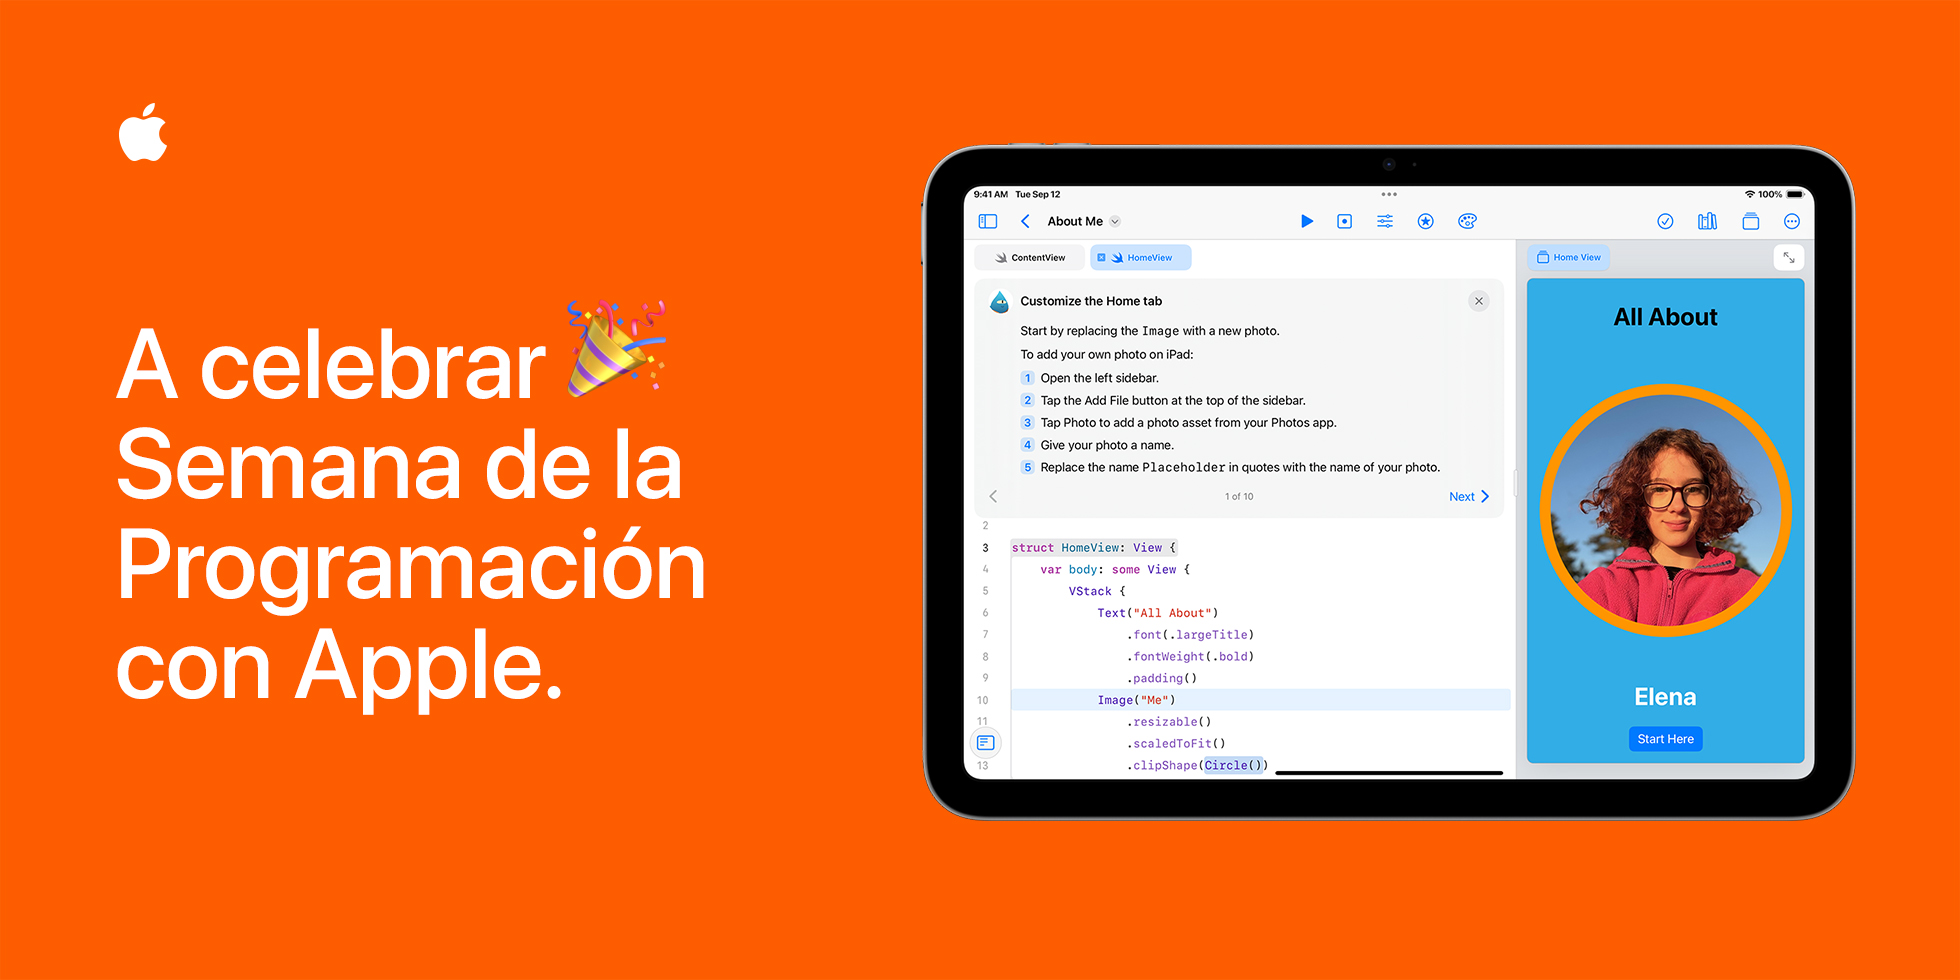 A celebrar 🎉
Semana de la
Programación
con Apple.
9:41 AM Tue Sep 12
100%
About Me
ContentView
HomeView
Customize the Home tab
Start by replacing the Image with a new photo.
To add your own photo on iPad:
1 Open the left sidebar.
2 Tap the Add File button at the top of the sidebar.
3 Tap Photo to add a photo asset from your Photos app.
4 Give your photo a name.
5 Replace the name Placeholder in quotes with the name of your photo.
1 of 10
Next
2
3 struct HomeView: View {
4 var body: some View {
5 VStack {
6 Text("All About")
7 .font(.largeTitle)
8 .fontWeight(.bold)
9 .padding()
10 Image("Me")
11 .resizable()
.scaledToFit()
13 .clipShape(Circle())
Home View
All About
Elena
Start Here